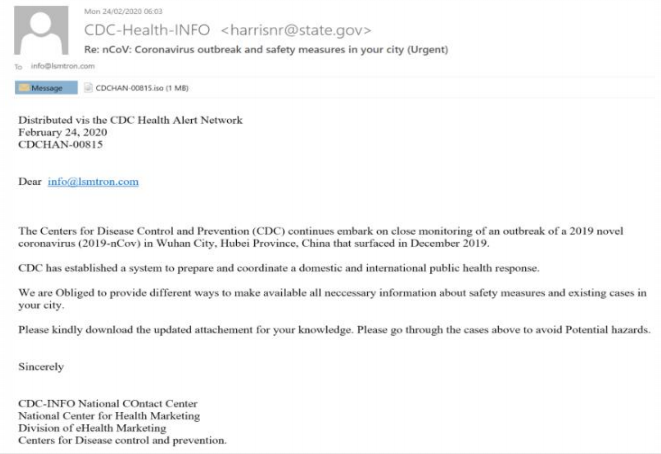 Mon 24/02/2020 06:03
CDC-Health-INFO <harrisnr@state.gov>
Re: nCoV: Coronavirus outbreak and safety measures in your city (Urgent)
To info@lsmtron.com
Message CDCHAN-00815.iso (1 MB)
Distributed vis the CDC Health Alert Network
February 24, 2020
CDCHAN-00815
Dear info@lsmtron.com
The Centers for Disease Control and Prevention (CDC) continues embark on close monitoring of an outbreak of a 2019 novel
coronavirus (2019-nCov) in Wuhan City, Hubei Province, China that surfaced in December 2019.
CDC has established a system to prepare and coordinate a domestic and international public health response.
We are Obliged to provide different ways to make available all neccessary information about safety measures and existing cases in
your city.
Please kindly download the updated attachement for your knowledge. Please go through the cases above to avoid Potential hazards.
Sincerely
CDC-INFO National COntact Center
National Center for Health Marketing
Division of eHealth Marketing
Centers for Disease control and prevention.